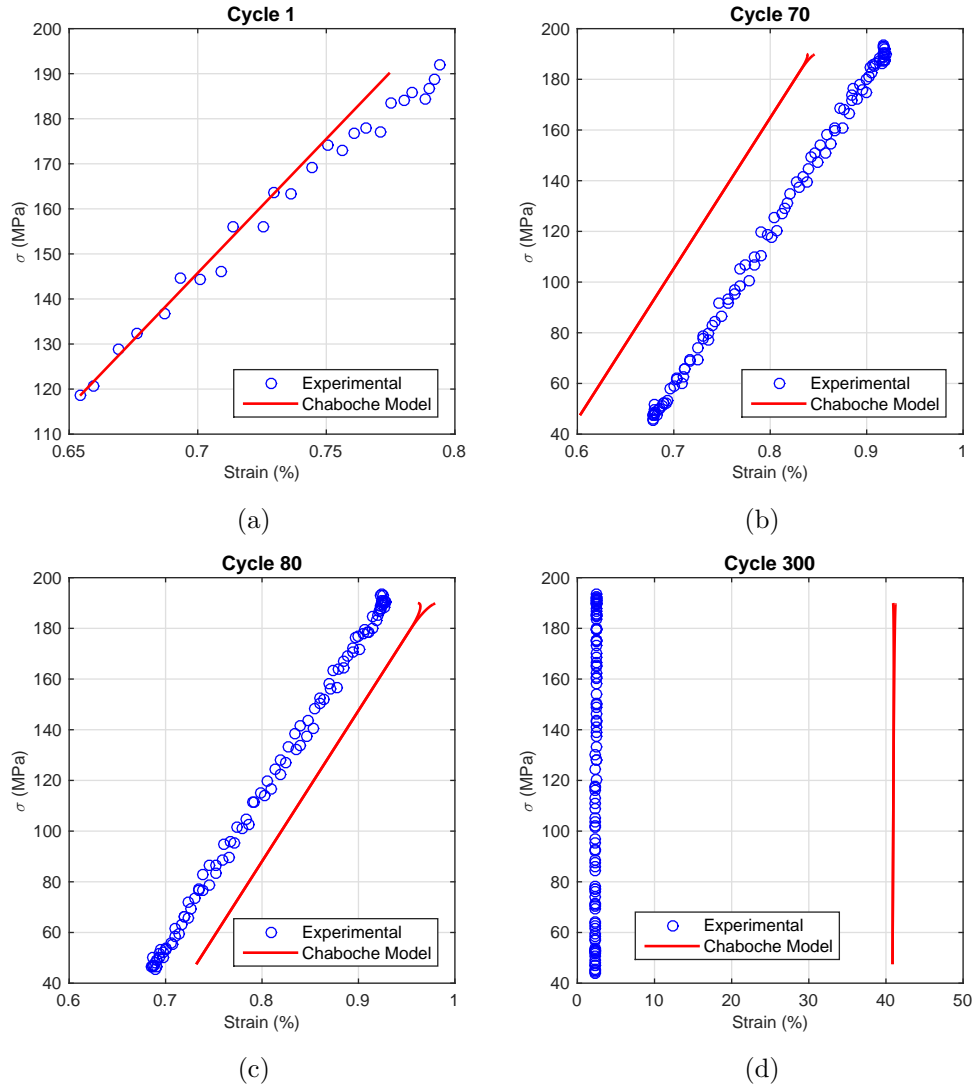 Cycle 1
200
190
180
170
160
150
140
130
120
110
σ (MPa)
0.65
0.7
0.75
0.8
Strain (%)
Experimental
Chaboche Model
(a)
Cycle 70
200
180
160
140
120
100
80
60
40
σ (MPa)
0.6
0.7
0.8
0.9
1
Strain (%)
Experimental
Chaboche Model
(b)
Cycle 80
200
180
160
140
120
100
80
60
40
σ (MPa)
0.6
0.7
0.8
0.9
1
Strain (%)
Experimental
Chaboche Model
(c)
Cycle 300
200
180
160
140
120
100
80
60
40
σ (MPa)
0
10
20
30
40
50
Strain (%)
Experimental
Chaboche Model
(d)